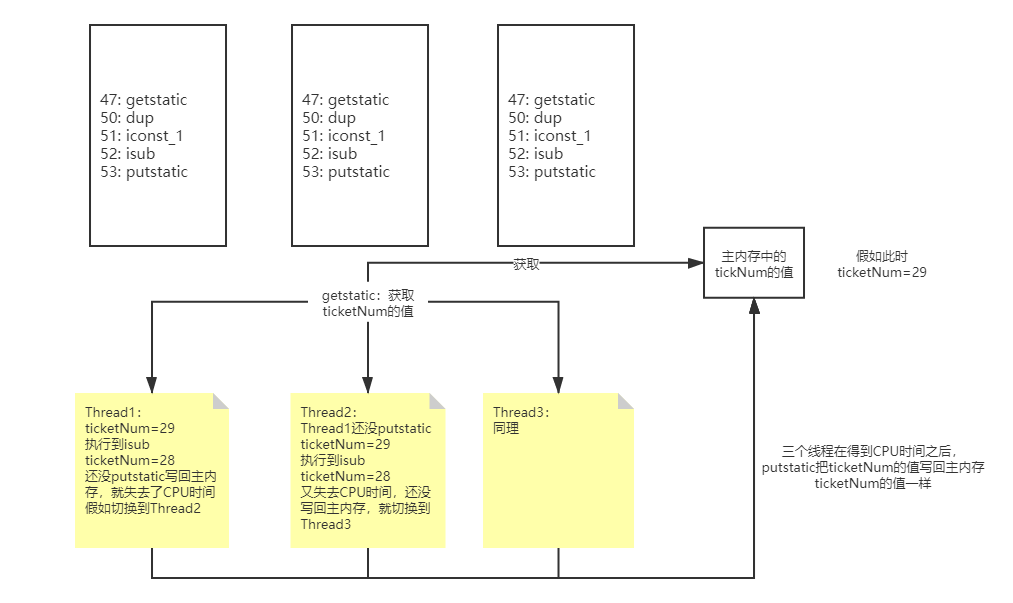 47: getstatic
50: dup
51: iconst_1
52: isub
53: putstatic
47: getstatic
50: dup
51: iconst_1
52: isub
53: putstatic
47: getstatic
50: dup
51: iconst_1
52: isub
53: putstatic
主内存中的
tickNum的值
假如此时
ticketNum=29
获取
getstatic：获取
ticketNum的值
Thread1：
ticketNum=29
执行到isub
ticketNum=28
还没putstatic写回主内
存，就失去了CPU时间
假如切换到Thread2
Thread2：
Thread1还没putstatic
ticketNum=29
执行到isub
ticketNum=28
又失去CPU时间，还没
写回主内存，就切换到
Thread3
Thread3：
同理
三个线程在得到CPU时间之后，
putstatic把ticketNum的值写回主内存
ticketNum的值一样